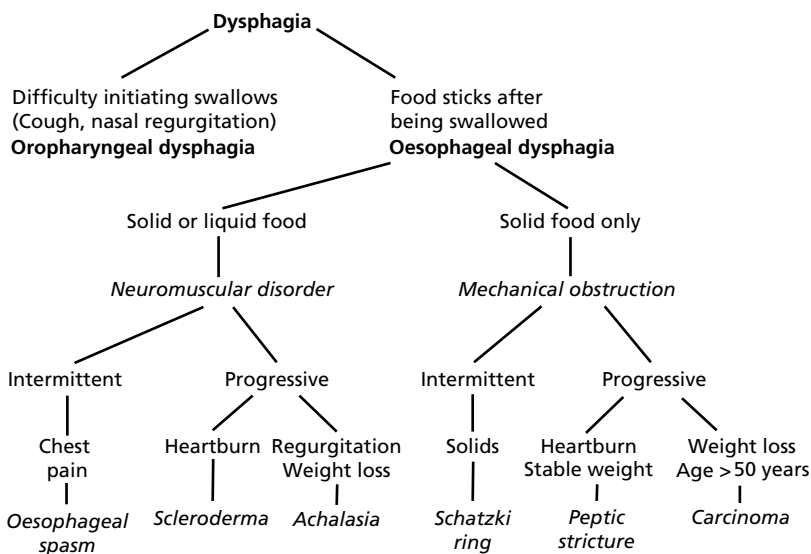 Dysphagia
Difficulty initiating swallows
(Cough, nasal regurgitation)
Oropharyngeal dysphagia
Food sticks after
being swallowed
Oesophageal dysphagia
Solid or liquid food
Solid food only
Neuromuscular disorder
Mechanical obstruction
Intermittent
Progressive
Intermittent
Progressive
Chest
pain
Heartburn
Regurgitation
Weight loss
Solids
Heartburn
Stable weight
Weight loss
Age >50 years
Oesophageal
spasm
Scleroderma
Achalasia
Schatzki
ring
Peptic
stricture
Carcinoma